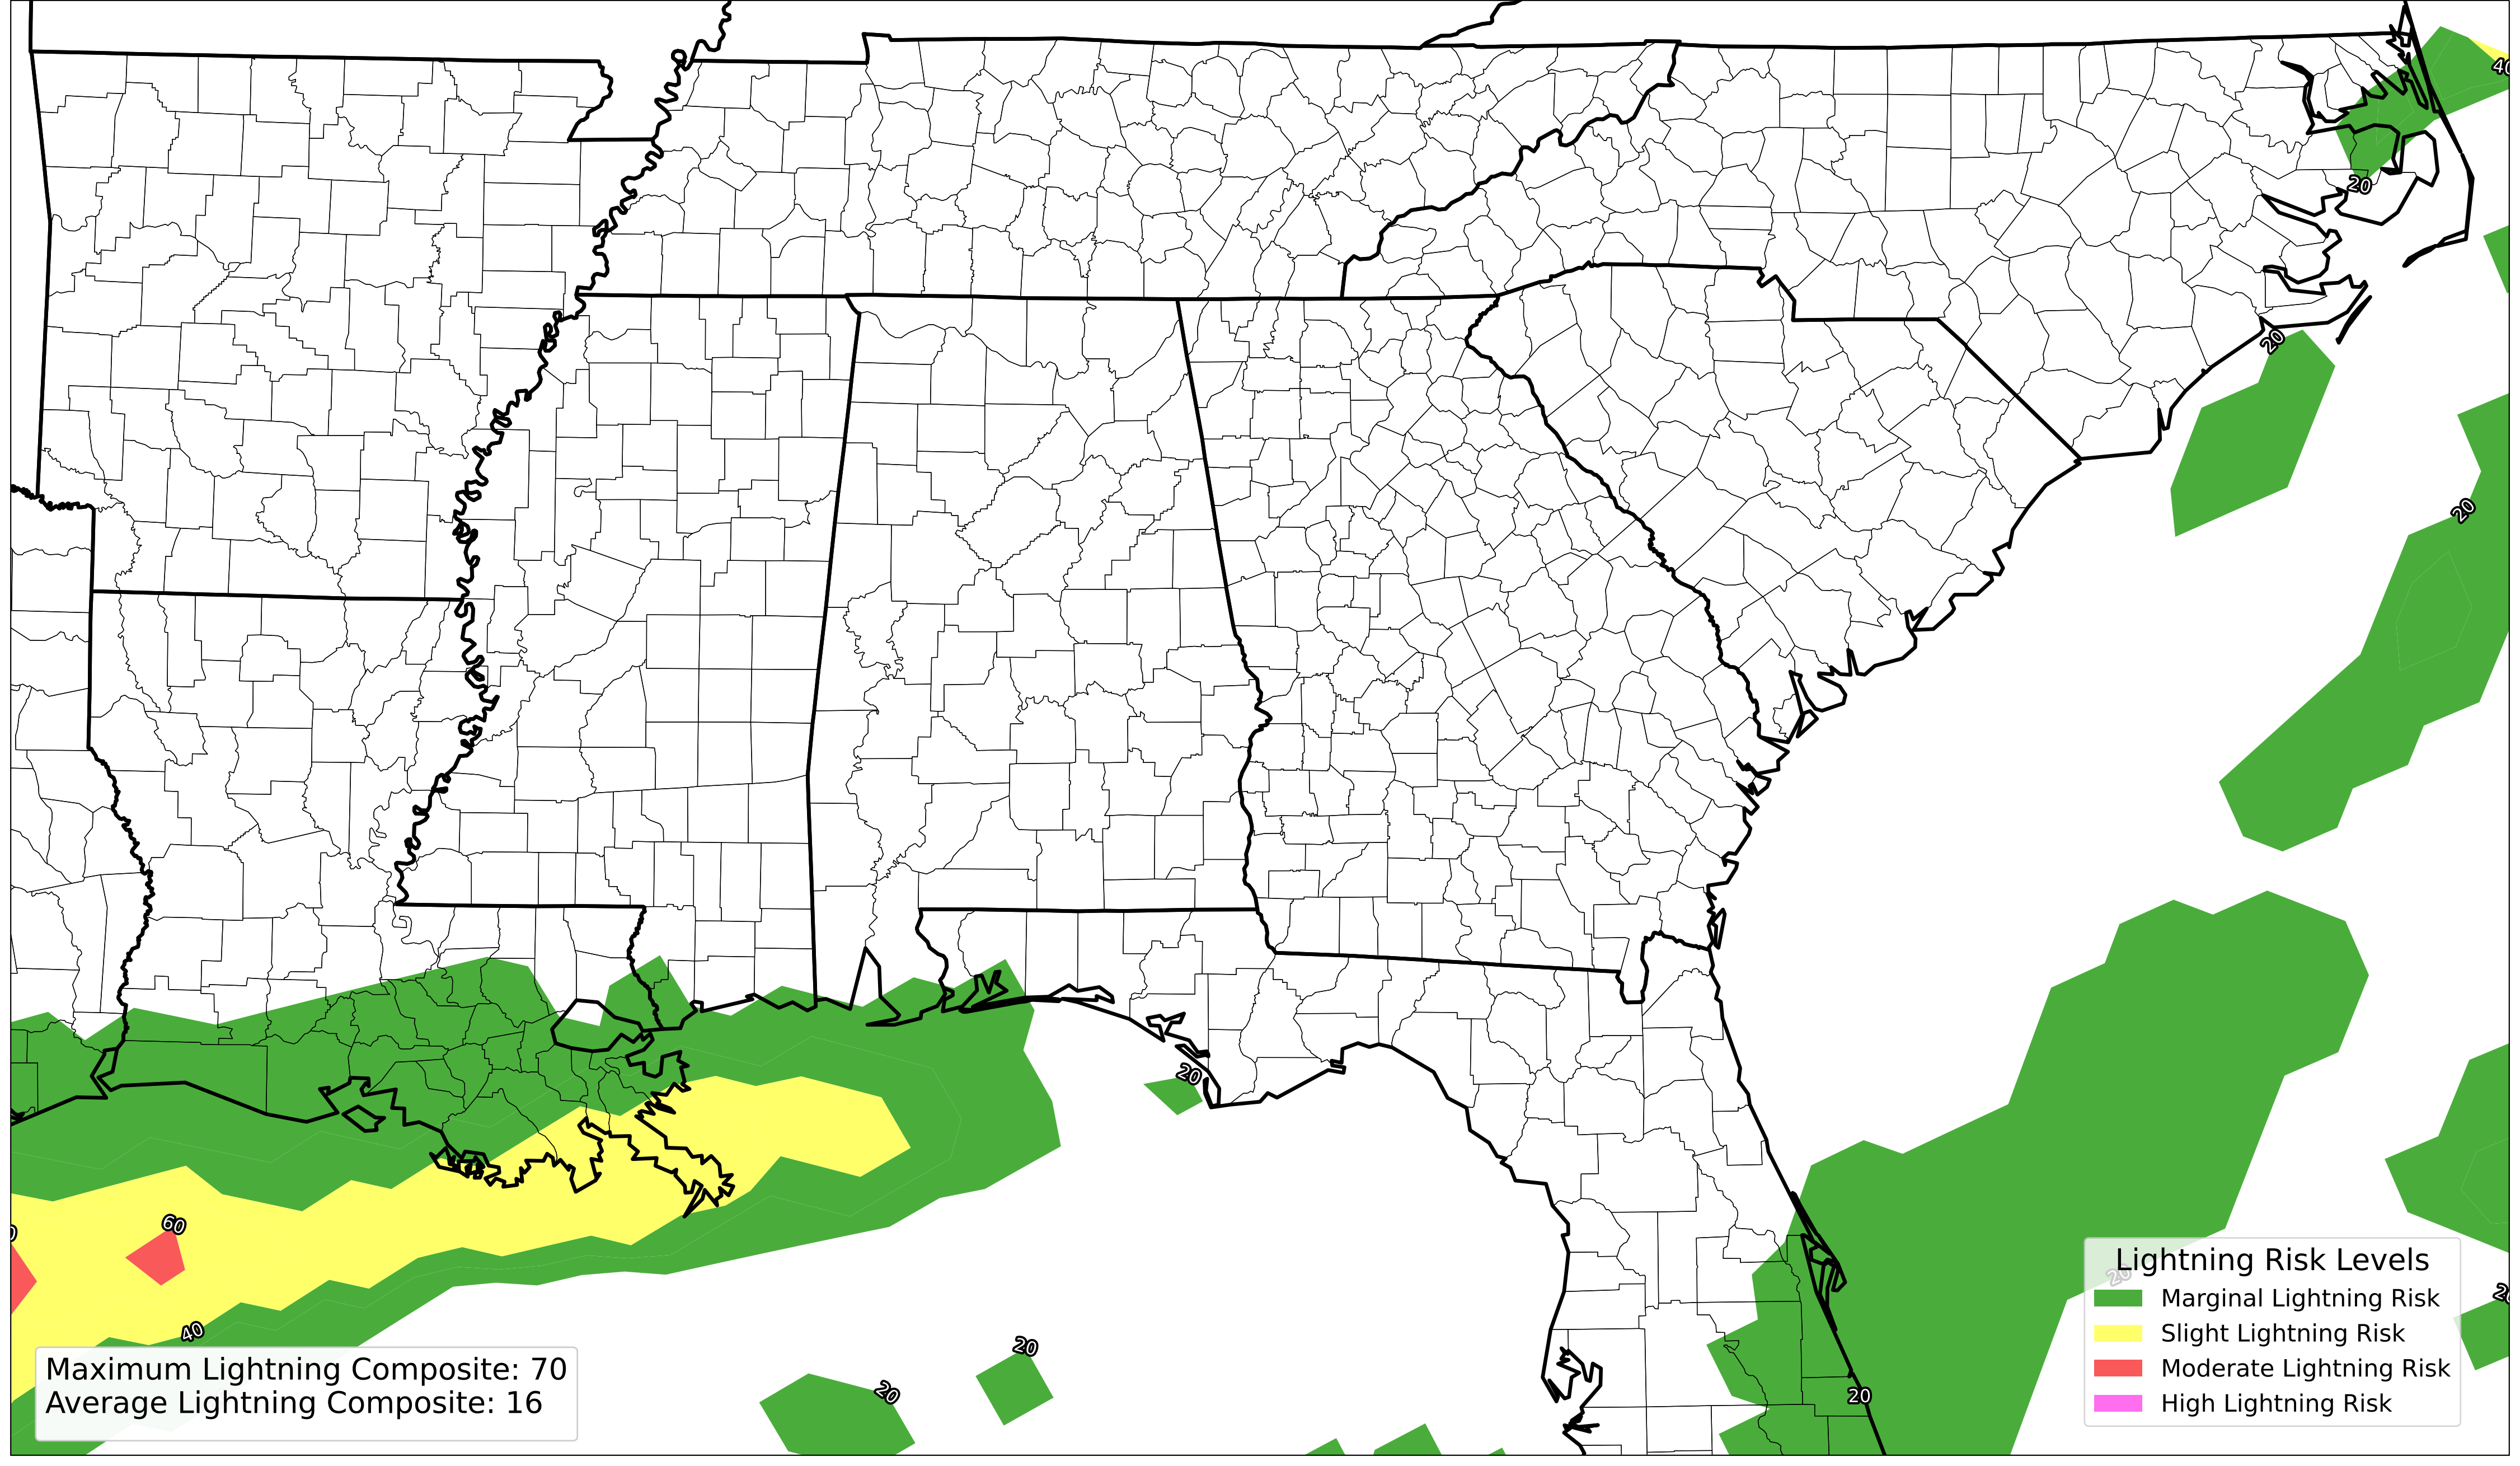 40
20
20
20
20
60
40
20
20
20
Maximum Lightning Composite: 70
Average Lightning Composite: 16
20
Lightning Risk Levels
Marginal Lightning Risk
Slight Lightning Risk
Moderate Lightning Risk
High Lightning Risk